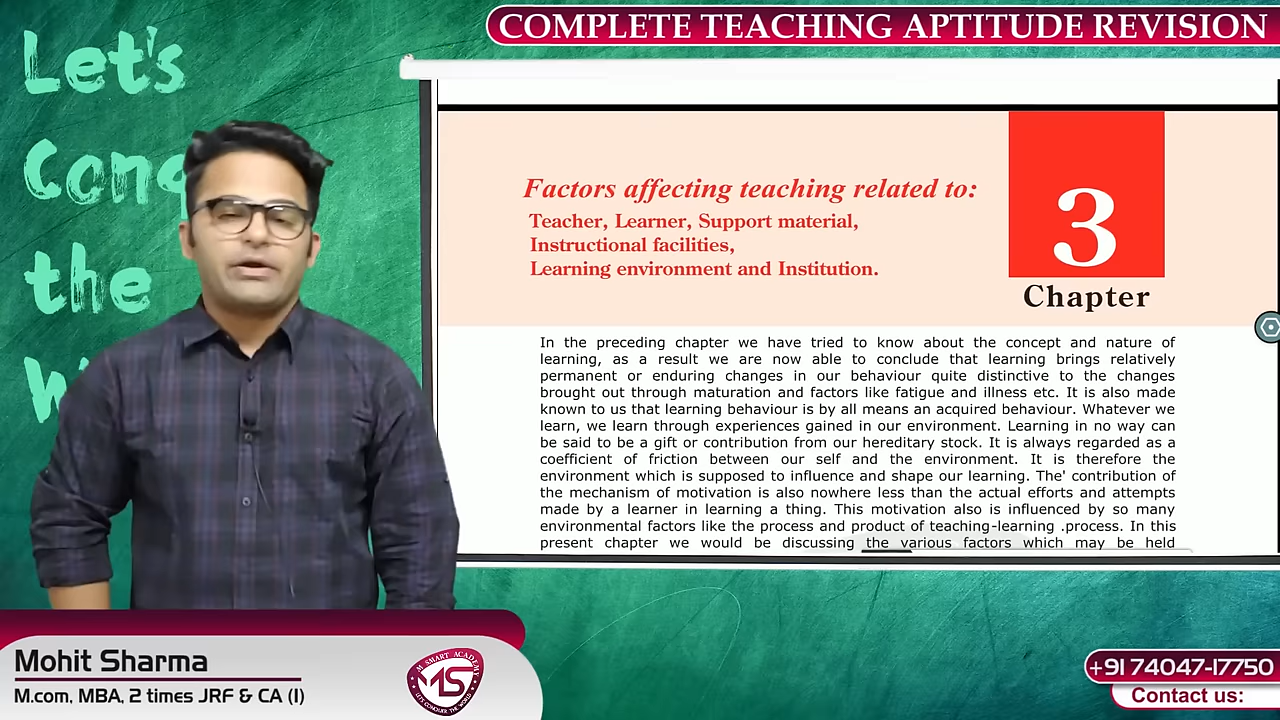 COMPLETE TEACHING APTITUDE REVISION
Let's
Conq
the
W
Factors affecting teaching related to:
Teacher, Learner, Support material,
Instructional facilities,
Learning environment and Institution.
3
Chapter
In the preceding chapter we have tried to know about the concept and nature of
learning, as a result we are now able to conclude that learning brings relatively
permanent or enduring changes in our behaviour quite distinctive to the changes
brought out through maturation and factors like fatigue and illness etc. It is also made
known to us that learning behaviour is by all means an acquired behaviour. Whatever we
learn, we learn through experiences gained in our environment. Learning in no way can
be said to be a gift or contribution from our hereditary stock. It is always regarded as a
coefficient of friction between our self and the environment. It is therefore the
environment which is supposed to influence and shape our learning. The' contribution of
the mechanism of motivation is also nowhere less than the actual efforts and attempts
made by a learner in learning a thing. This motivation also is influenced by so many
environmental factors like the process and product of teaching-learning .process. In this
present chapter we would be discussing the various factors which may be held
Mohit Sharma
M.com, MBA, 2 times JRF & CA (I)
M SMART ACADEMY
MS
LET'S CONQUER THE WORLD
+91 74047-17750
Contact us: